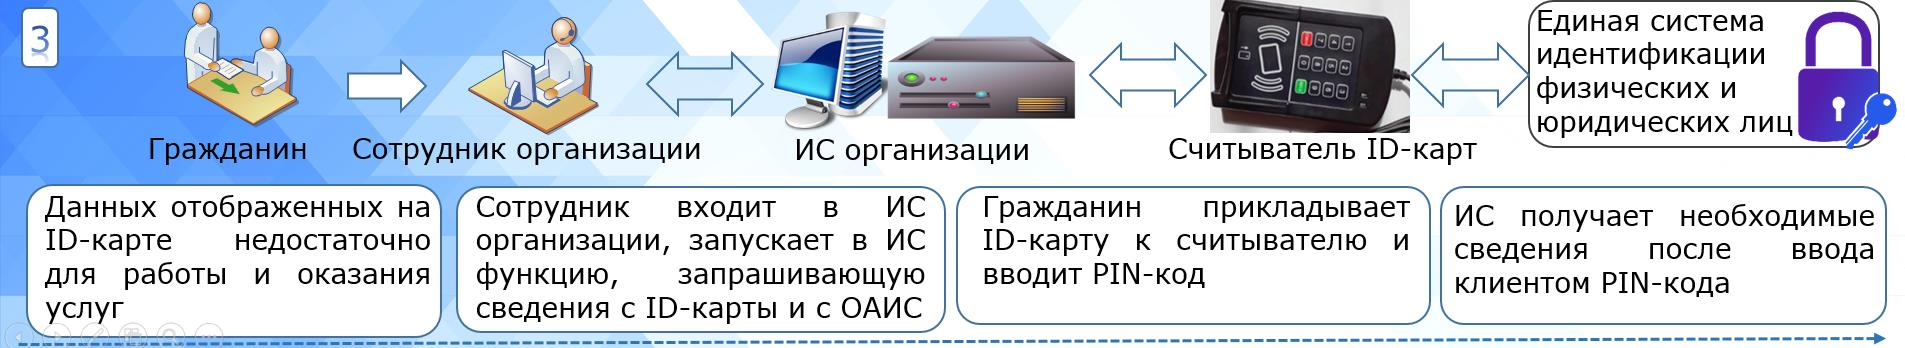 3
Единая система
идентификации
физических и
юридических лиц
Гражданин
Сотрудник организации
ИС организации
Считыватель ID-карт
Данных отображенных на
ID-карте недостаточно
для работы и оказания
услуг
Сотрудник входит в ИС
организации, запускает в ИС
функцию, запрашивающую
сведения с ID-карты и с ОАИС
Гражданин прикладывает
ID-карту к считывателю и
вводит PIN-код
ИС получает необходимые
сведения после ввода
клиентом PIN-кода